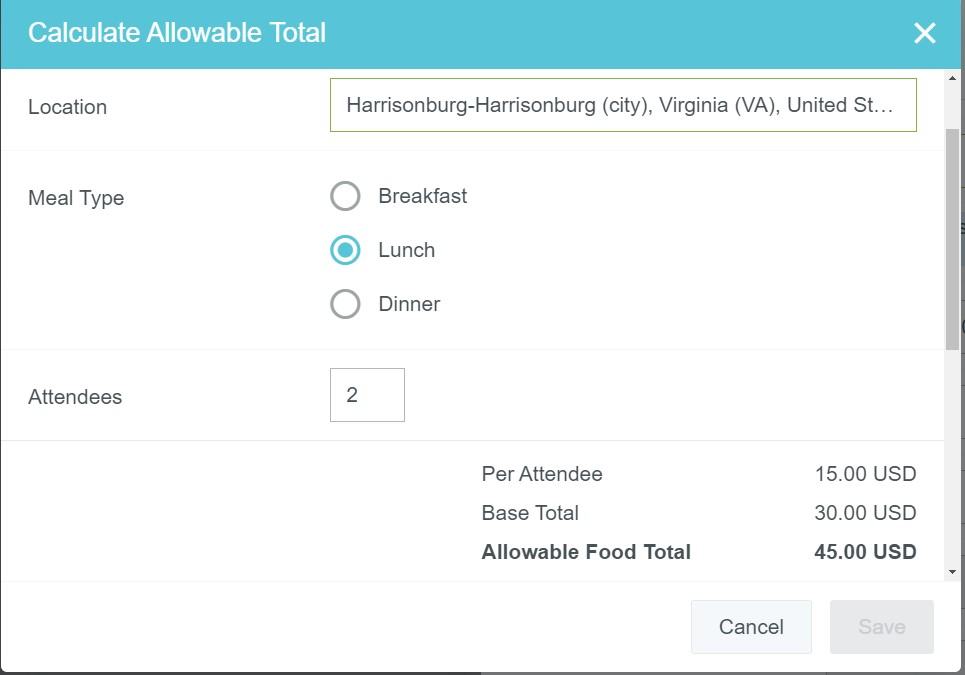 Calculate Allowable Total
Location
Harrisonburg-Harrisonburg (city), Virginia (VA), United St...
Meal Type
Breakfast
Lunch
Dinner
Attendees
2
Per Attendee 15.00 USD
Base Total 30.00 USD
Allowable Food Total 45.00 USD
Cancel
Save